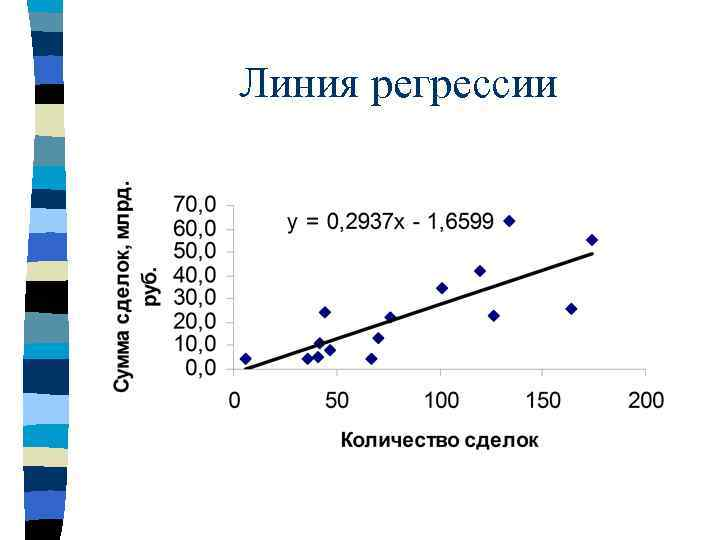 Линия регрессии
Сумма сделок, млрд.
руб.
70,0
60,0
50,0
40,0
30,0
20,0
10,0
0,0
y = 0,2937x - 1,6599
0 50 100 150 200
Количество сделок